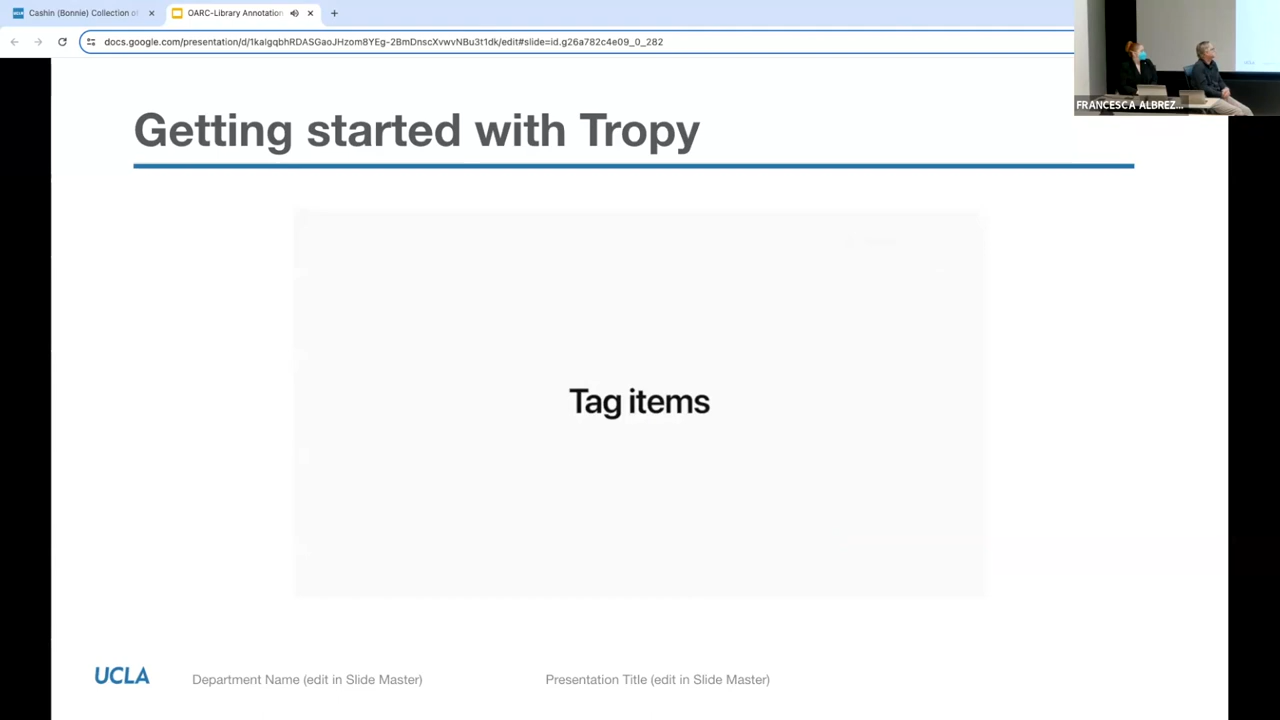 Cashin (Bonnie) Collection of
OARC-Library Annotation
docs.google.com/presentation/d/1kalgqbhRDASGaoJHzom8YEg-2BmDnscXvwvNBu3t1dk/edit#slide=id.g26a782c4e09_0_282
FRANCESCA ALBREZ...
Getting started with Tropy
Tag items
UCLA
Department Name (edit in Slide Master)
Presentation Title (edit in Slide Master)